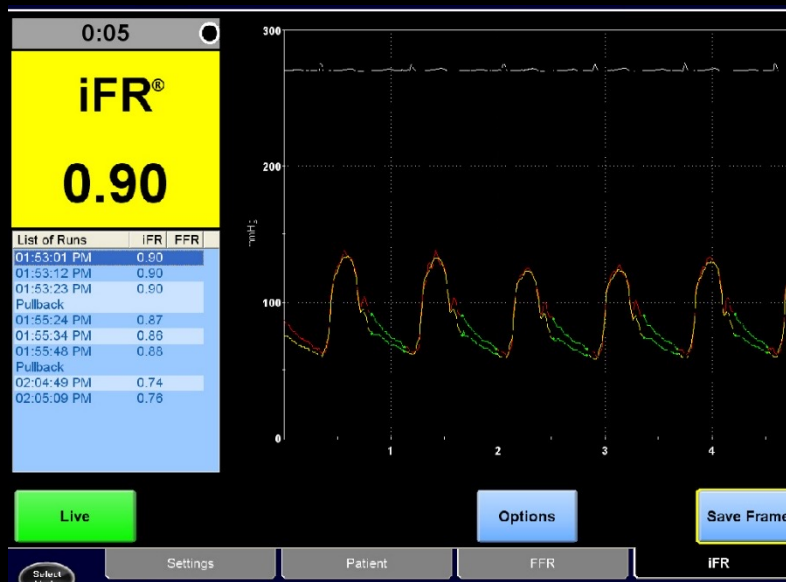 0:05
iFR®
0.90
List of Runs iFR FFR
01:53:01 PM 0.90
01:53:12 PM 0.90
01:53:23 PM 0.90
Pullback
01:55:24 PM 0.87
01:55:34 PM 0.86
01:55:48 PM 0.88
Pullback
02:04:49 PM 0.74
02:05:09 PM 0.76
300
200
mmHg
100
0
1 2 3 4
Live
Options
Save Frame
Select
Settings
Patient
FFR
iFR